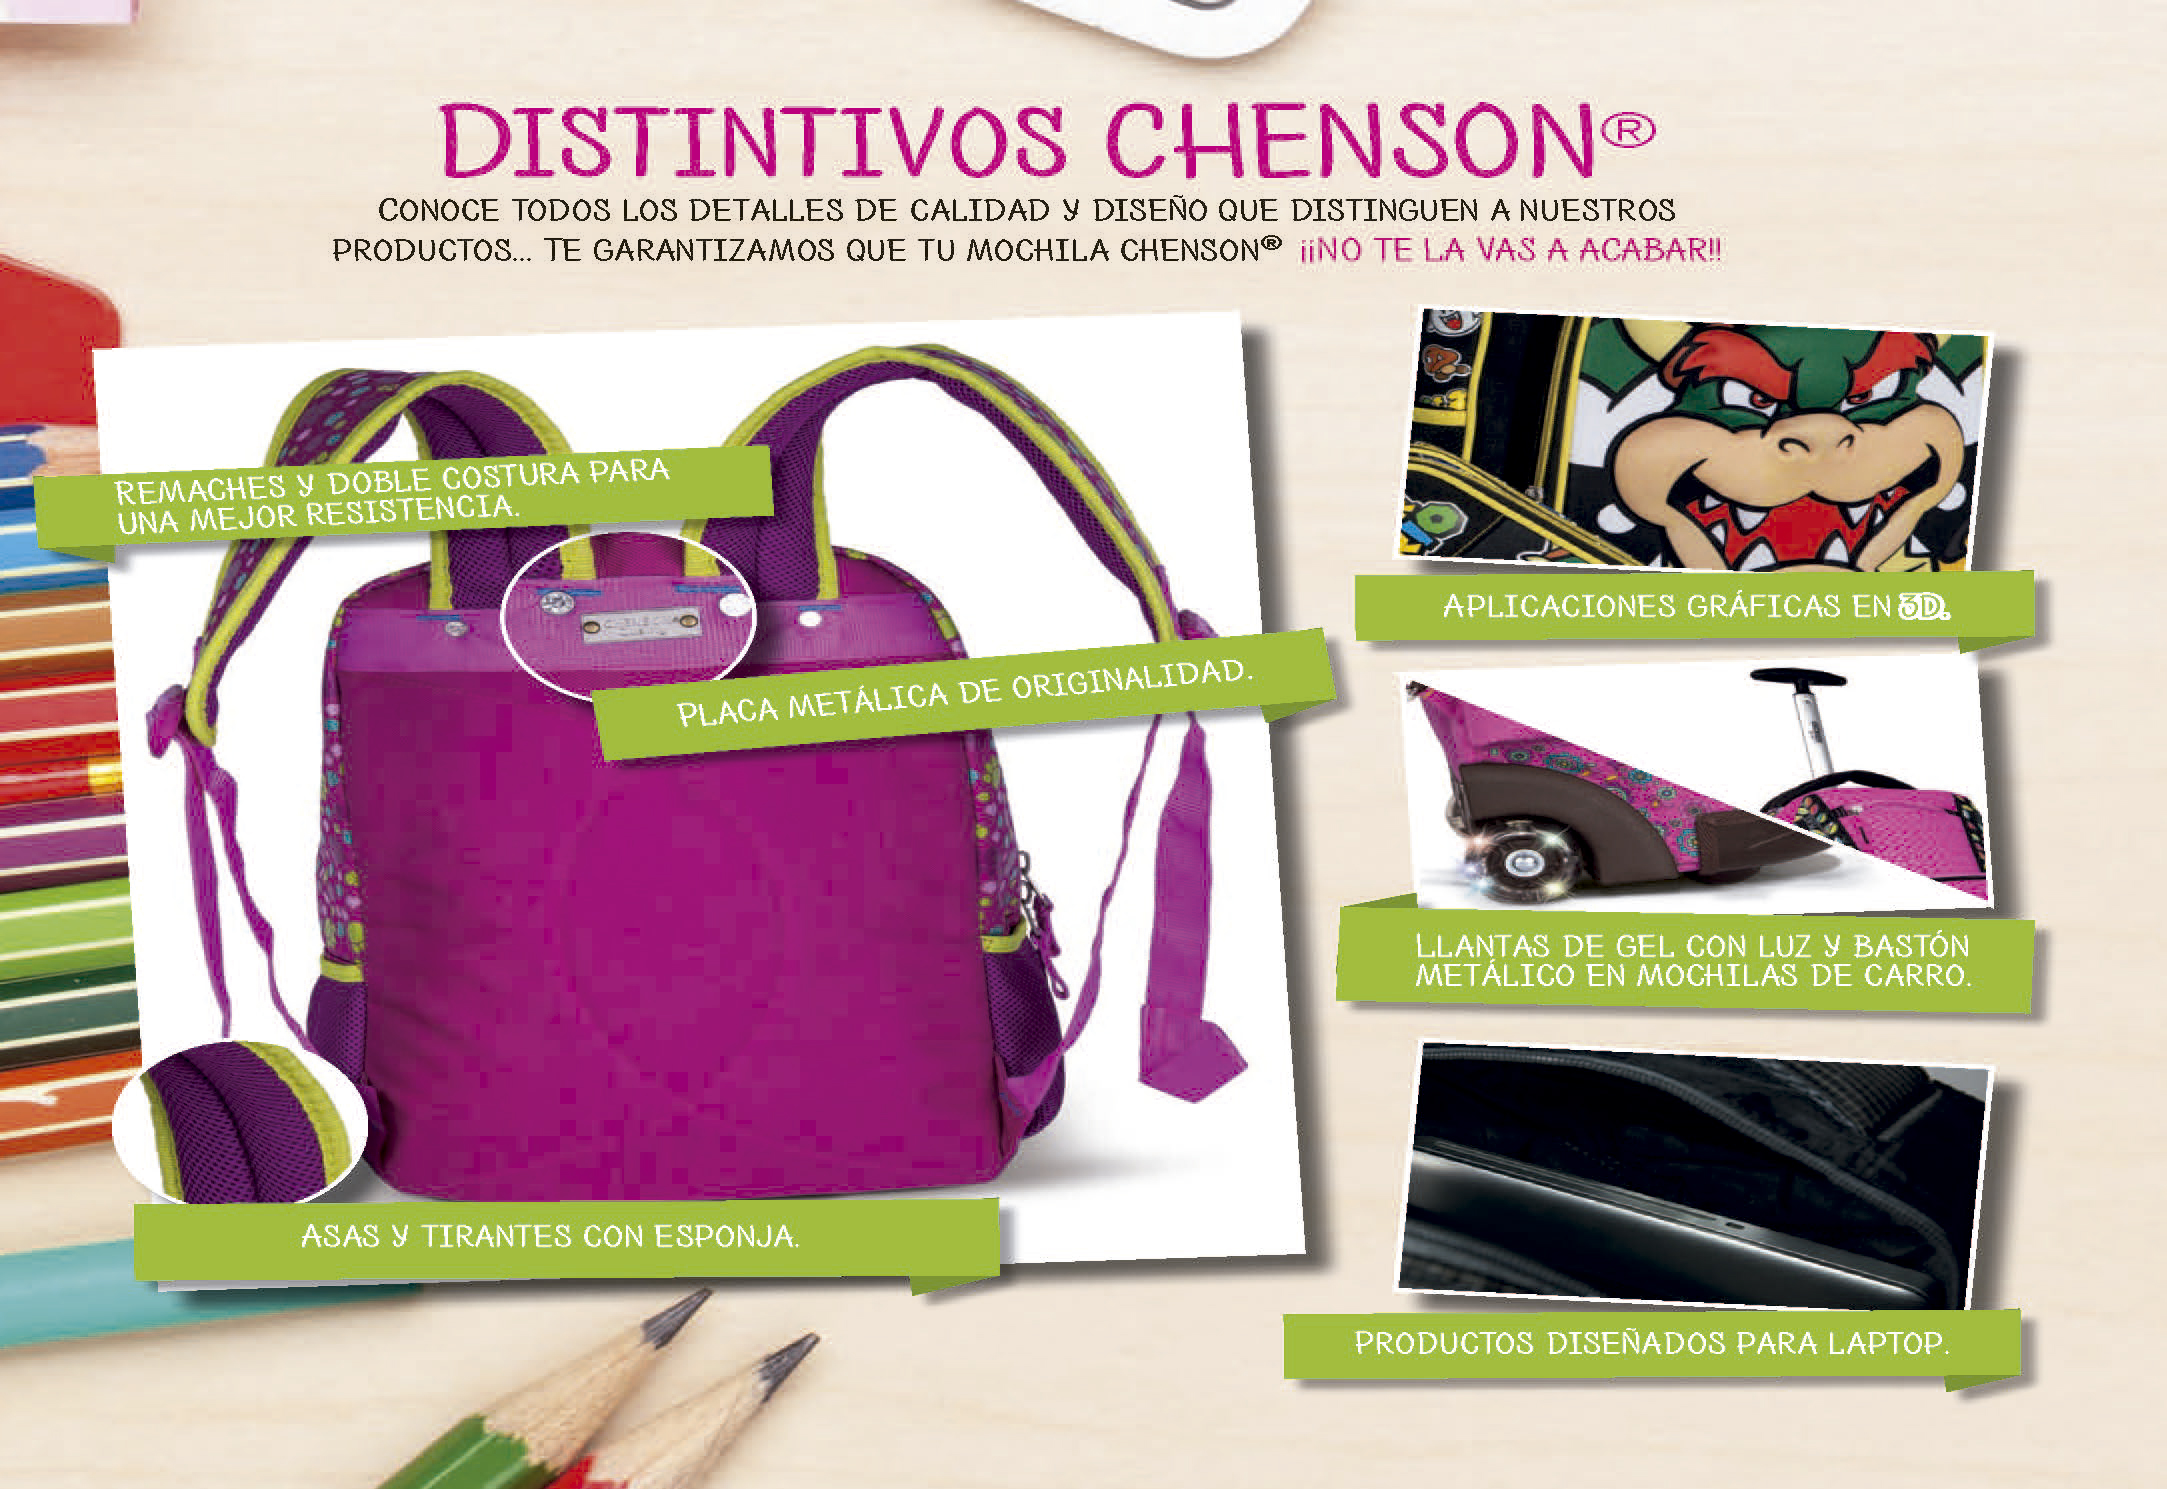 DISTINTIVOS CHENSON®
CONOCE TODOS LOS DETALLES DE CALIDAD Y DISEÑO QUE DISTINGUEN A NUESTROS
PRODUCTOS... TE GARANTIZAMOS QUE TU MOCHILA CHENSON® ¡¡NO TE LA VAS A ACABAR!!
REMACHES Y DOBLE COSTURA PARA
UNA MEJOR RESISTENCIA.
CHENSON
PLACA METÁLICA DE ORIGINALIDAD.
ASAS Y TIRANTES CON ESPONJA.
APLICACIONES GRÁFICAS EN 3D.
LLANTAS DE GEL CON LUZ Y BASTÓN
METÁLICO EN MOCHILAS DE CARRO.
PRODUCTOS DISEÑADOS PARA LAPTOP.